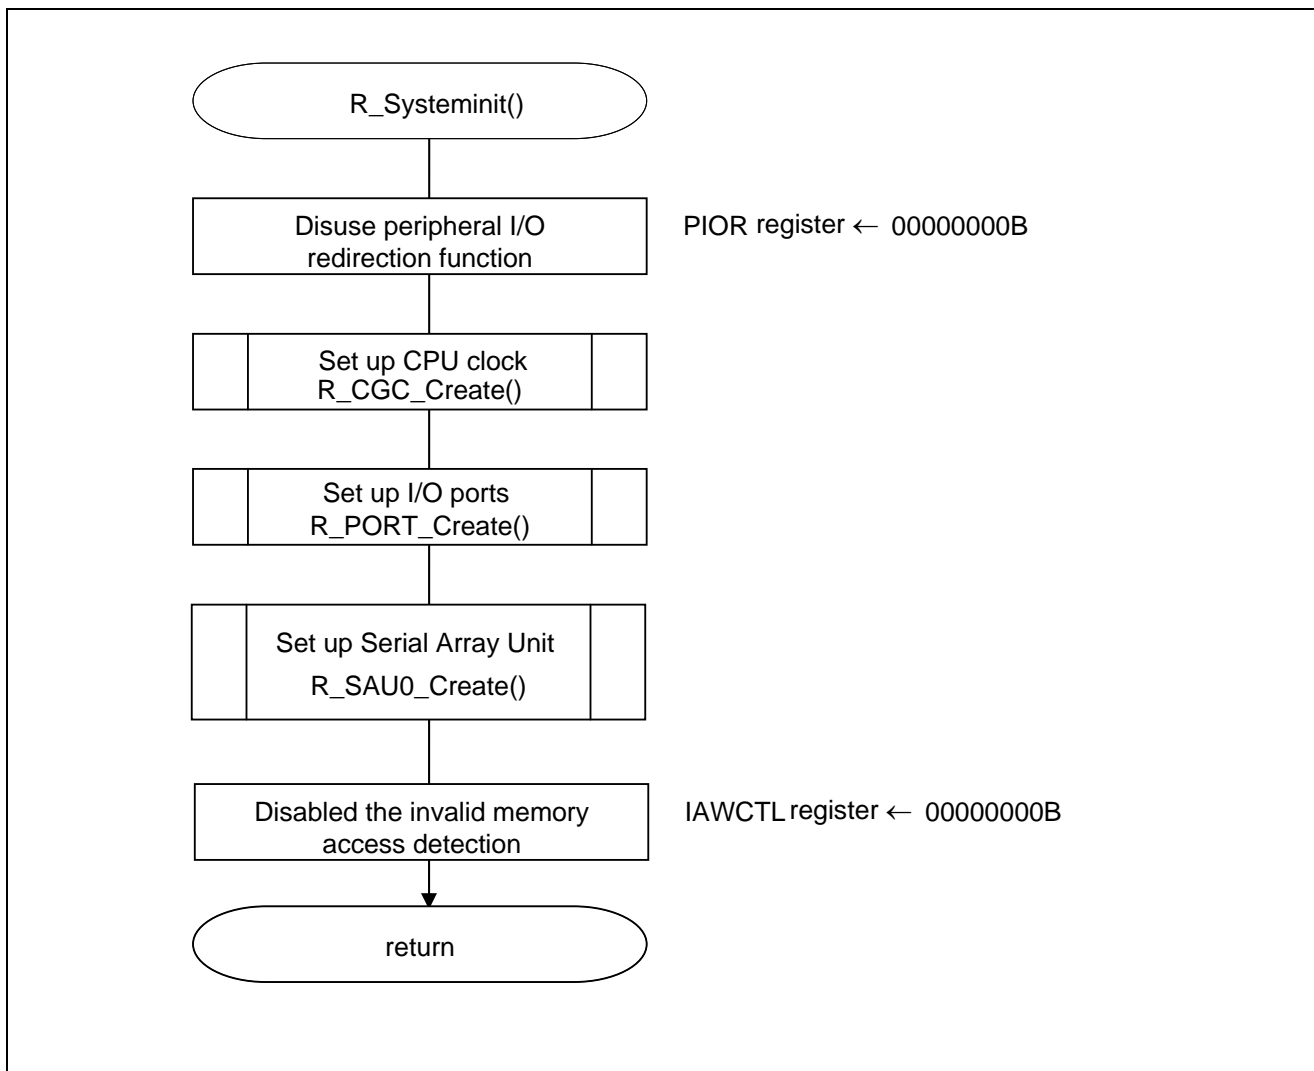 R_Systeminit()
Disuse peripheral I/O
redirection function
PIOR register ← 00000000B
Set up CPU clock
R_CGC_Create()
Set up I/O ports
R_PORT_Create()
Set up Serial Array Unit
R_SAU0_Create()
Disabled the invalid memory
access detection
IAWCTL register ← 00000000B
return